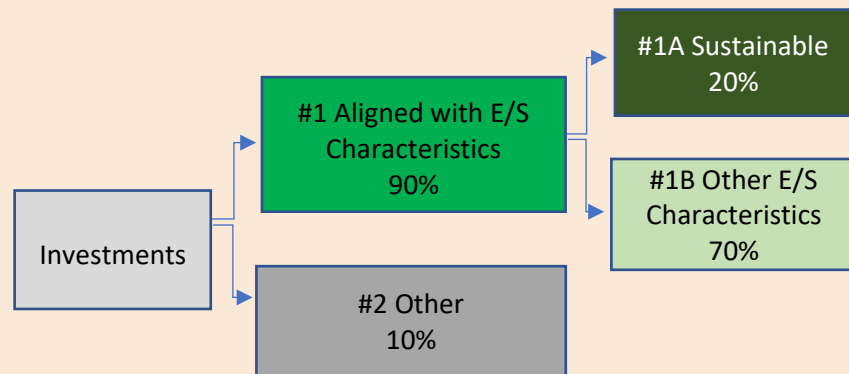 Investments
#1 Aligned with E/S
Characteristics
90%
#2 Other
10%
#1A Sustainable
20%
#1B Other E/S
Characteristics
70%